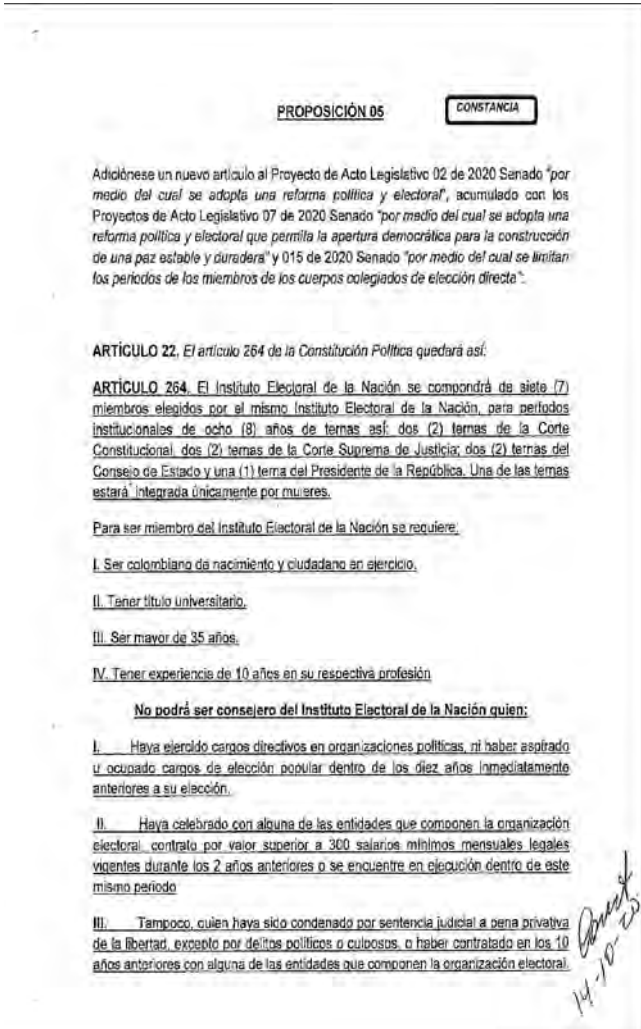 PROPOSICIÓN 05
CONSTANCIA
Adiciónese un nuevo artículo al Proyecto de Acto Legislativo 02 de 2020 Senado "por
medio del cual se adopta una reforma política y electoral", acumulado con los
Proyectos de Acto Legislativo 07 de 2020 Senado "por medio del cual se adopta una
reforma política y electoral que permita la apertura democrática para la construcción
de una paz estable y duradera" y 015 de 2020 Senado "por medio del cual se limitan
los periodos de los miembros de los cuerpos colegiados de elección directa":
ARTÍCULO 22. El artículo 264 de la Constitución Política quedará así:
ARTÍCULO 264. El Instituto Electoral de la Nación se compondrá de siete (7)
miembros elegidos por el mismo Instituto Electoral de la Nación, para periodos
institucionales de ocho (8) años de ternas así: dos (2) ternas de la Corte
Constitucional, dos (2) ternas de la Corte Suprema de Justicia; dos (2) ternas del
Consejo de Estado y una (1) terna del Presidente de la República. Una de las ternas
estará integrada únicamente por mujeres.
Para ser miembro del Instituto Electoral de la Nación se requiere:
I. Ser colombiano de nacimiento y ciudadano en ejercicio.
II. Tener título universitario.
III. Ser mayor de 35 años.
IV. Tener experiencia de 10 años en su respectiva profesión
No podrá ser consejero del Instituto Electoral de la Nación quien:
I. Haya ejercido cargos directivos en organizaciones políticas, ni haber aspirado
u ocupado cargos de elección popular dentro de los diez años inmediatamente
anteriores a su elección.
II. Haya celebrado con alguna de las entidades que componen la organización
electoral, contrato por valor superior a 300 salarios mínimos mensuales legales
vigentes durante los 2 años anteriores o se encuentre en ejecución dentro de este
mismo periodo
III. Tampoco, quien haya sido condenado por sentencia judicial a pena privativa
de la libertad, excepto por delitos políticos o culposos, o haber contratado en los 10
años anteriores con alguna de las entidades que componen la organización electoral.
14-10-20